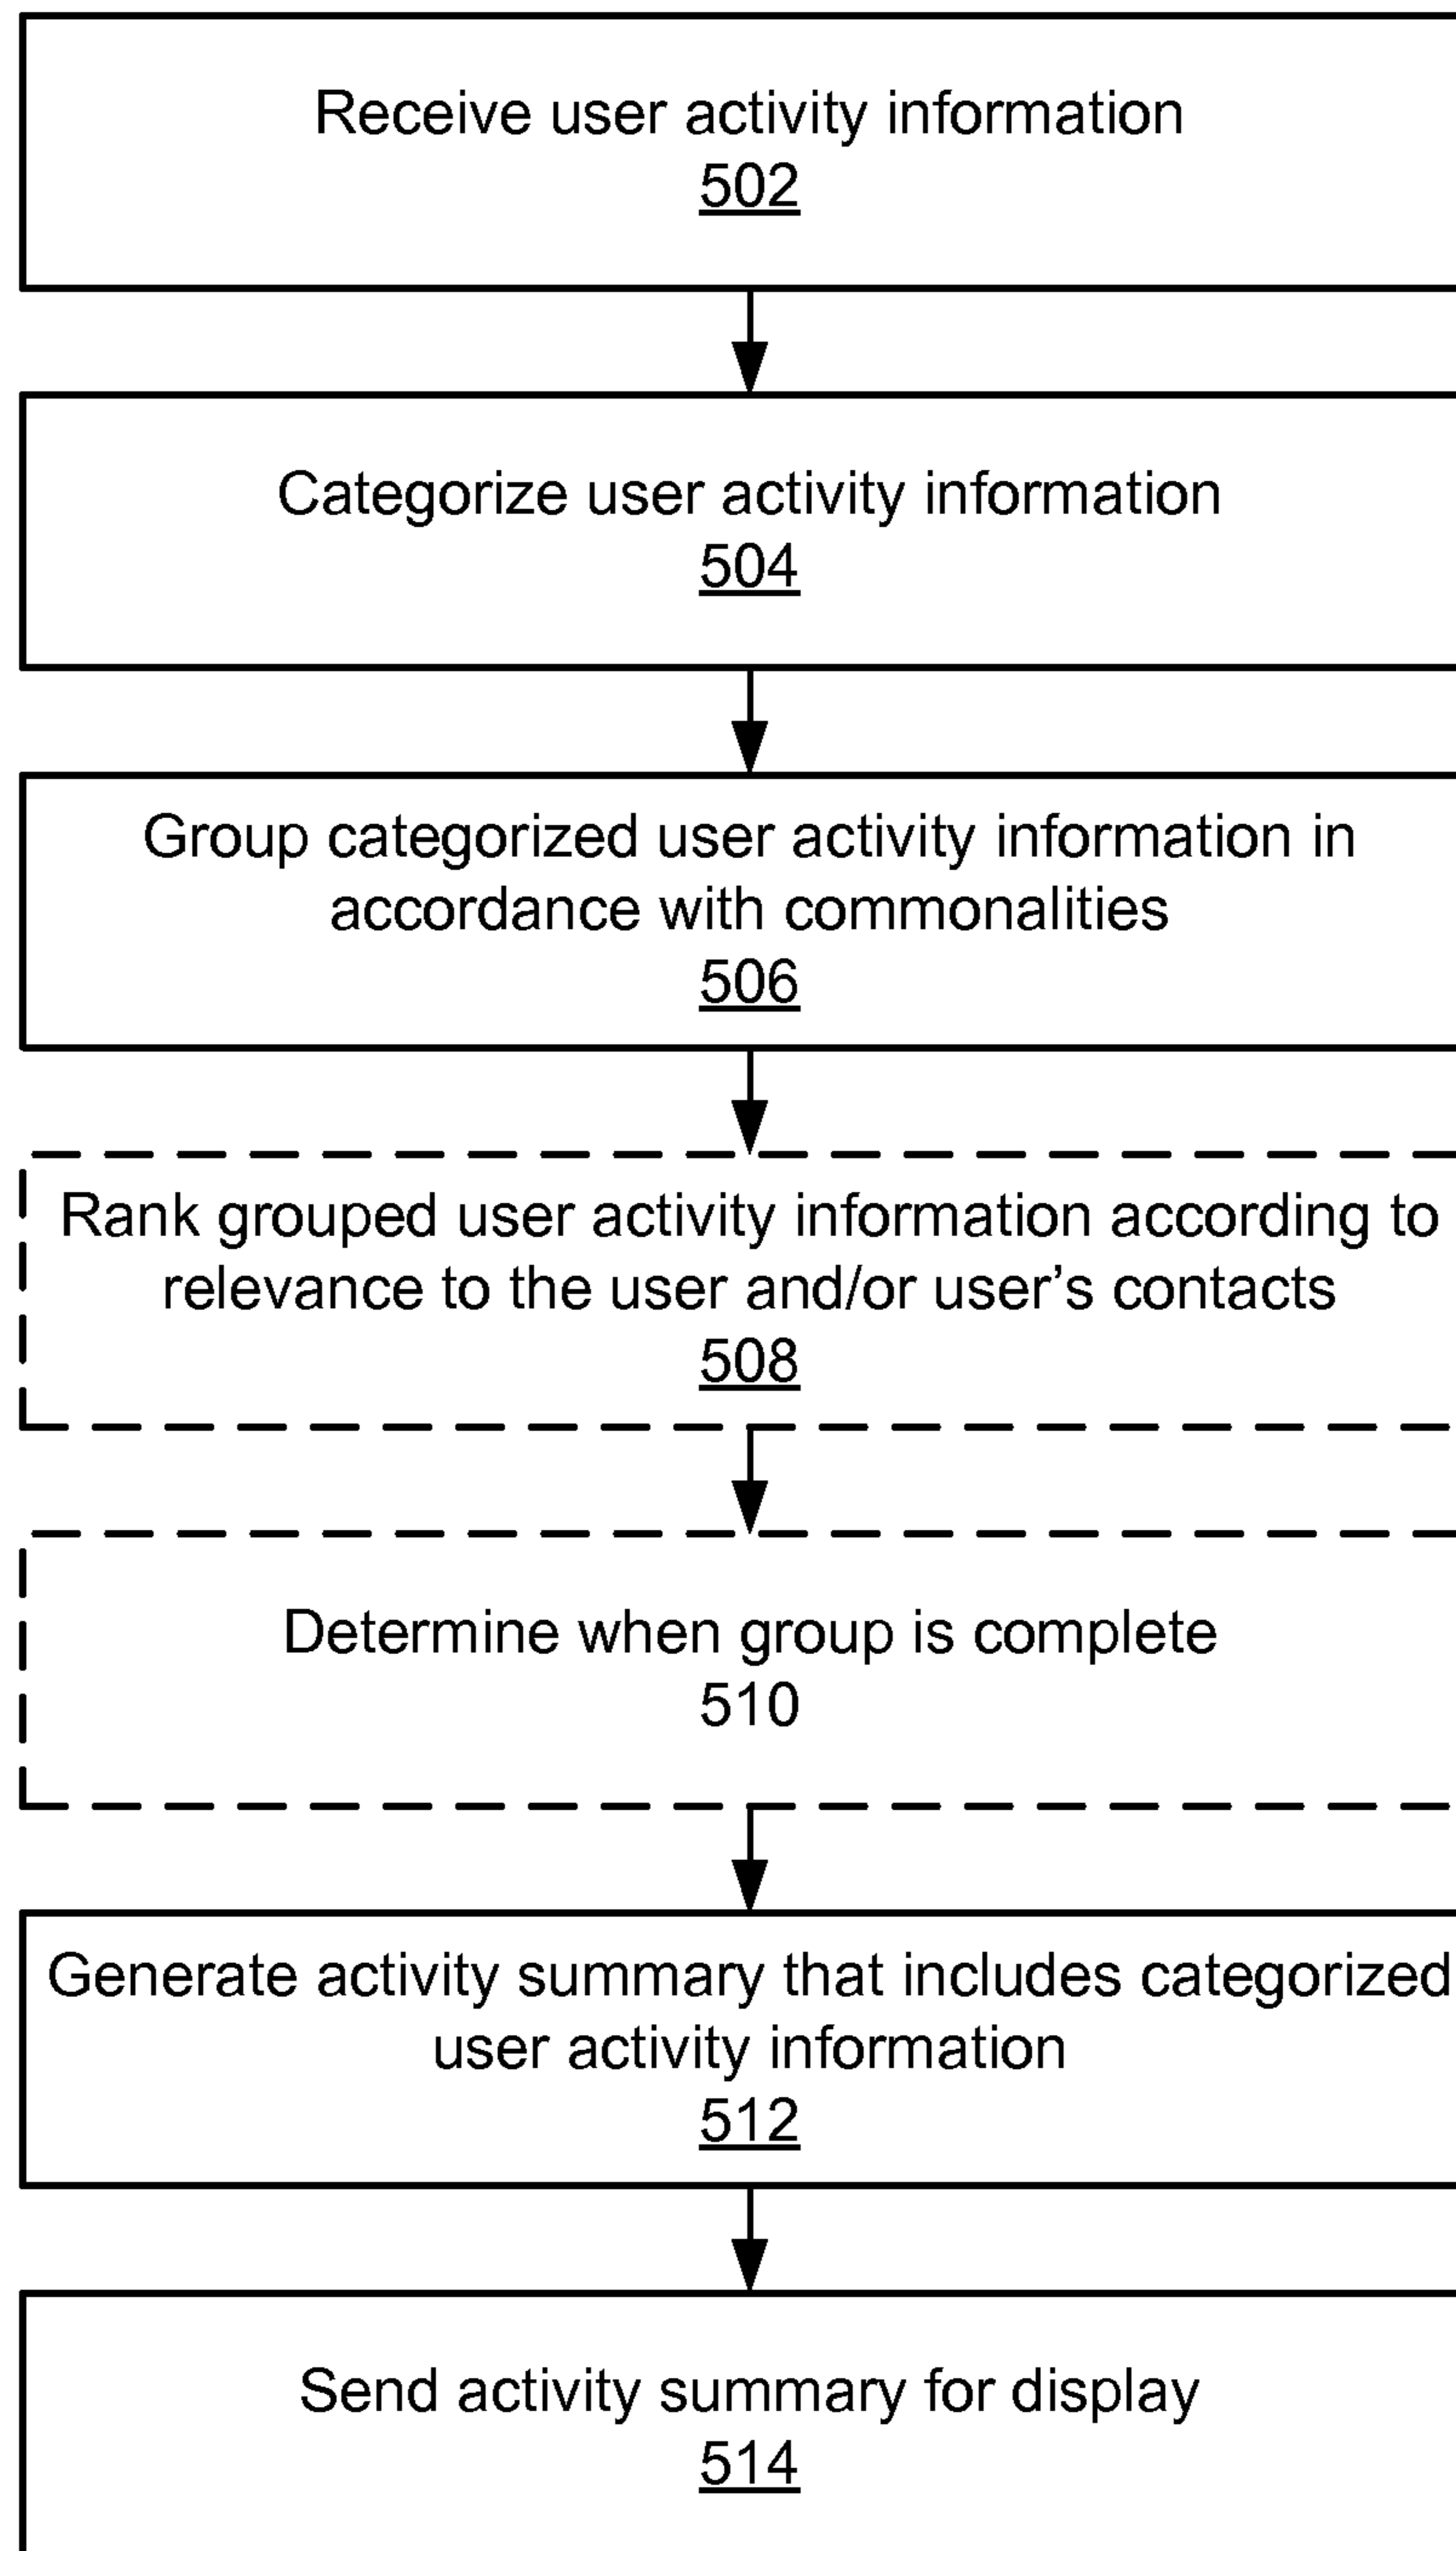 Receive user activity information
502
Categorize user activity information
504
Group categorized user activity information in
accordance with commonalities
506
Rank grouped user activity information according to
relevance to the user and/or user’s contacts
508
Determine when group is complete
510
Generate activity summary that includes categorized
user activity information
512
Send activity summary for display
514